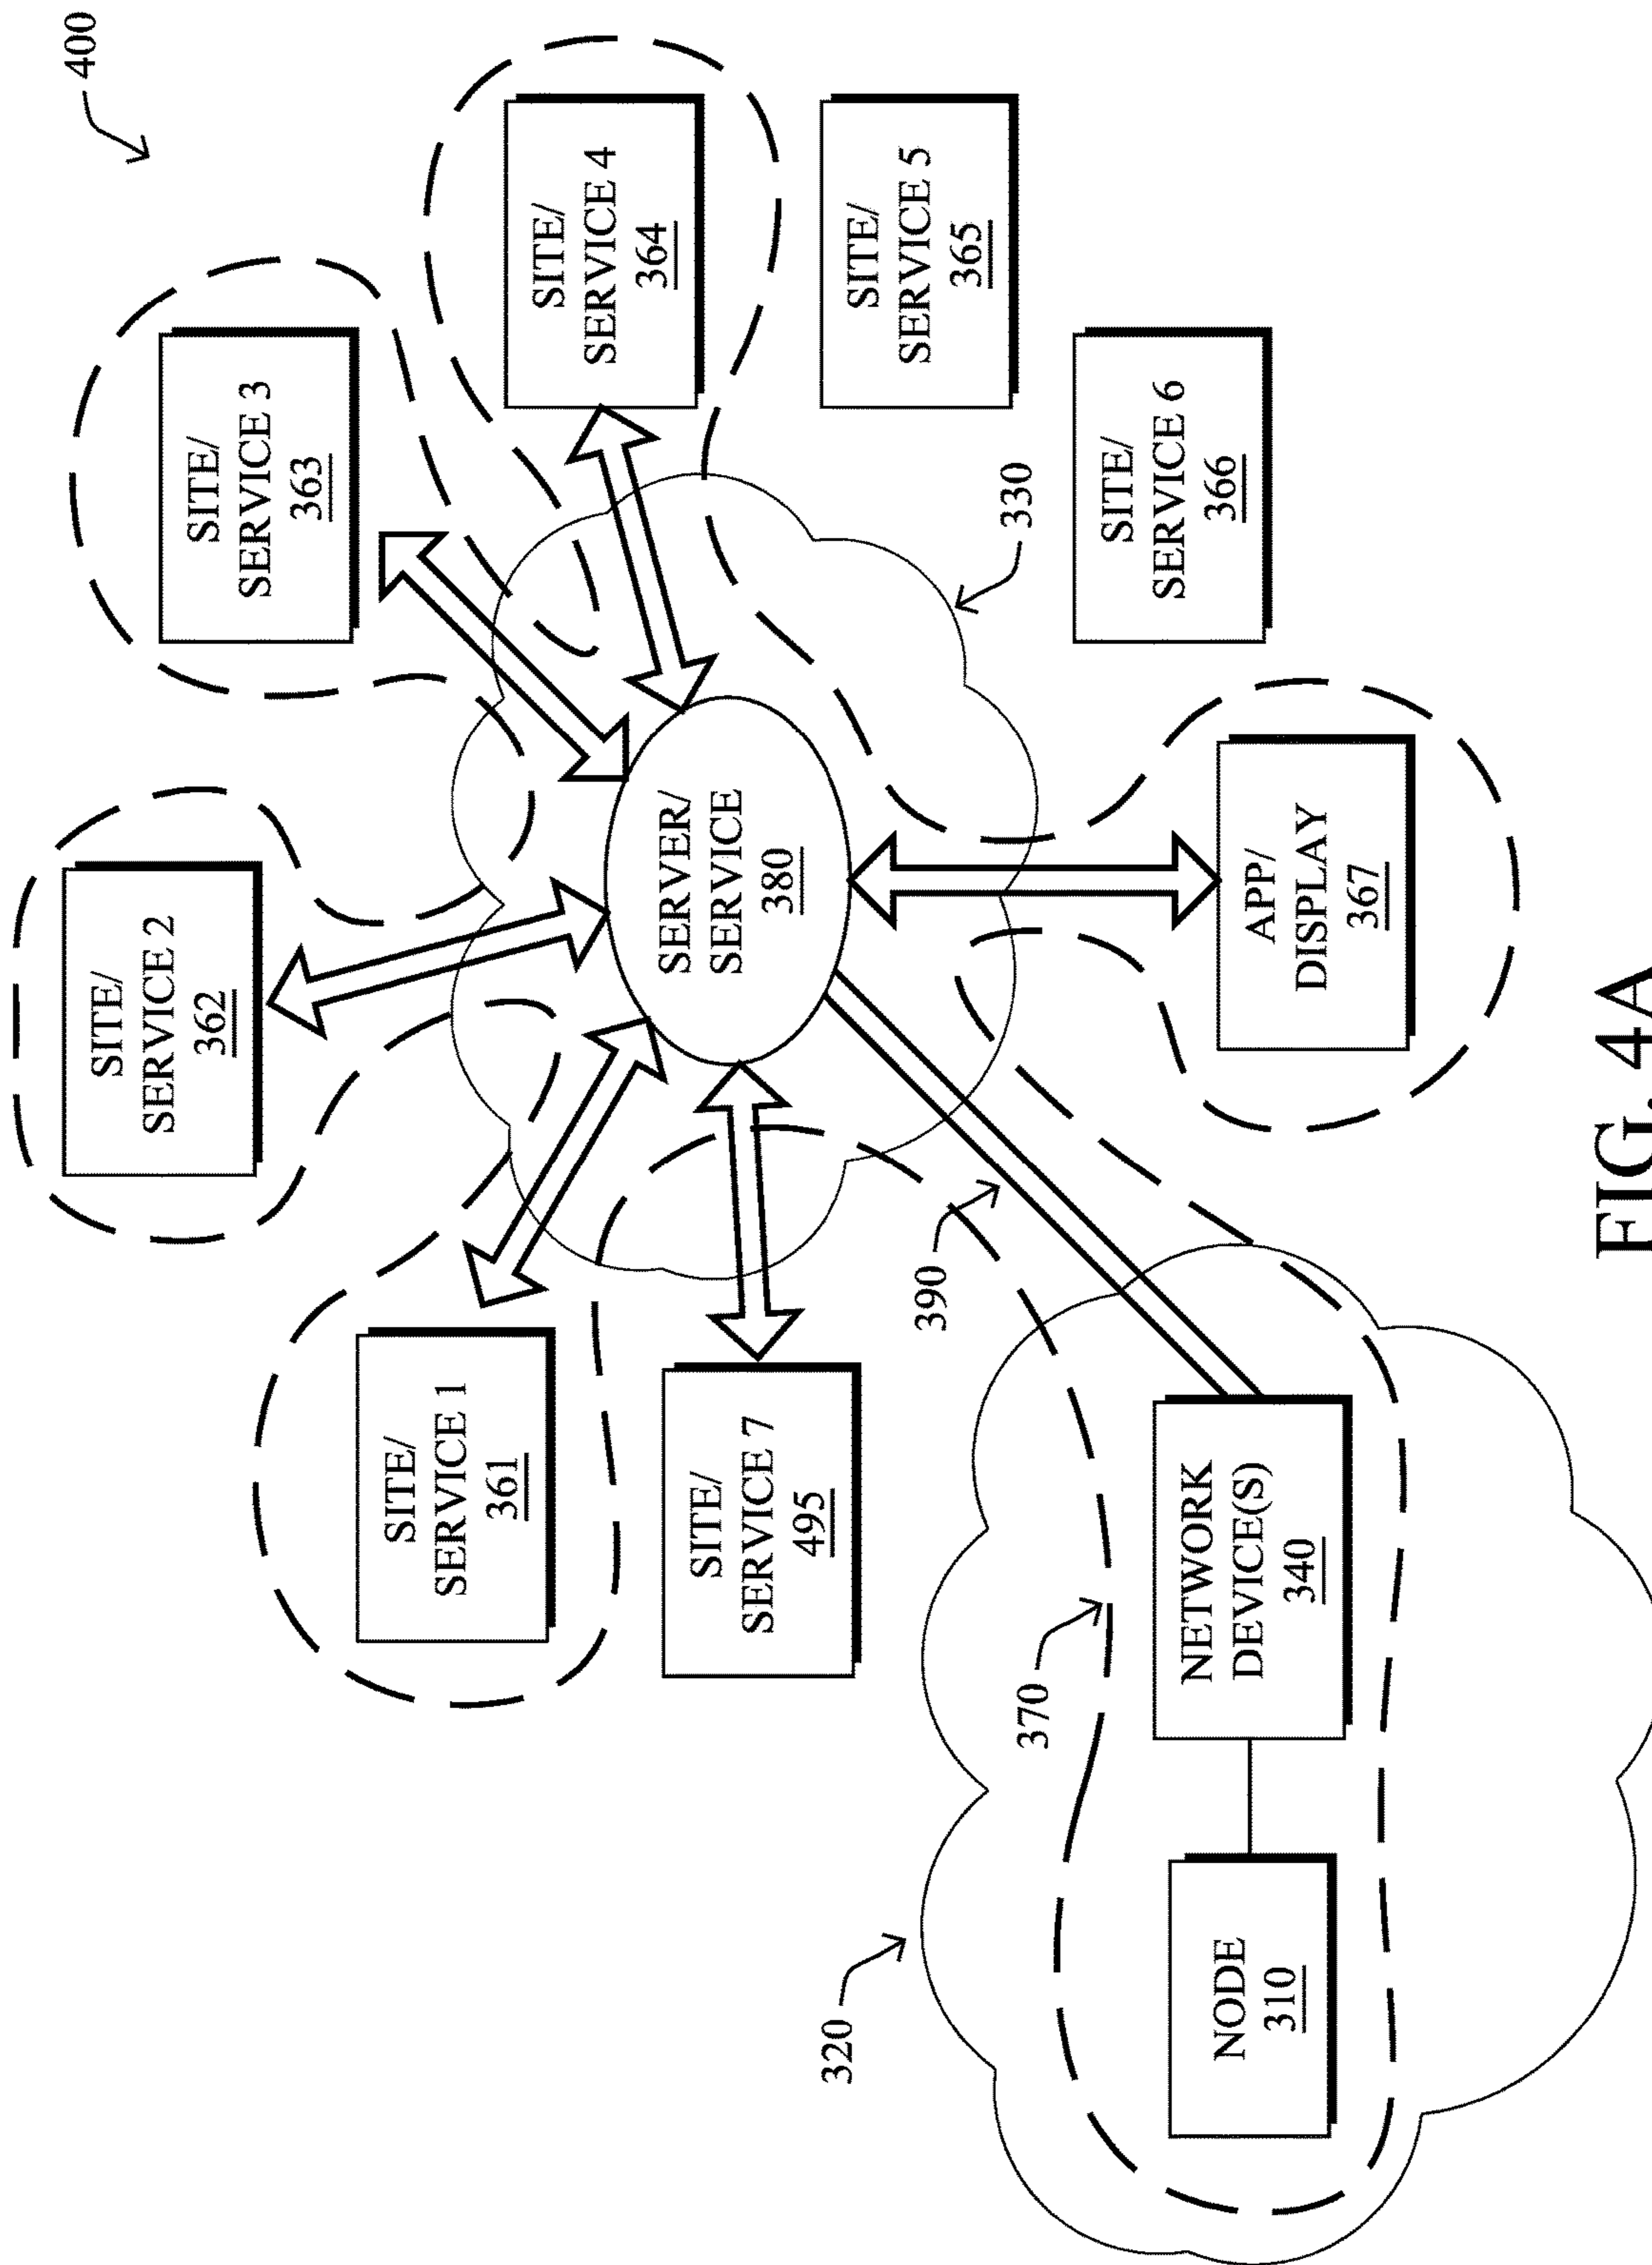 400
SITE/
SERVICE 2
362
SITE/
SERVICE 3
363
SITE/
SERVICE 1
361
SITE/
SERVICE 4
364
SITE/
SERVICE 7
495
SERVER/
SERVICE
380
SITE/
SERVICE 5
365
320
370
390
330
SITE/
SERVICE 6
366
NODE
310
NETWORK
DEVICE(S)
340
APP/
DISPLAY
367
FIG. 4A